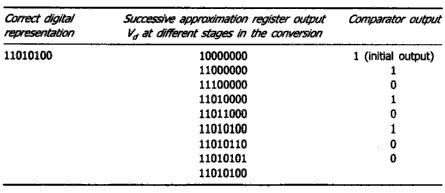 Correct digital Successive approximation register output Comparator output
representation V_d at different stages in the conversion
11010100 10000000 1 (initial output)
11000000 1
11100000 0
11010000 1
11011000 0
11010100 1
11010110 0
11010101 0
11010100